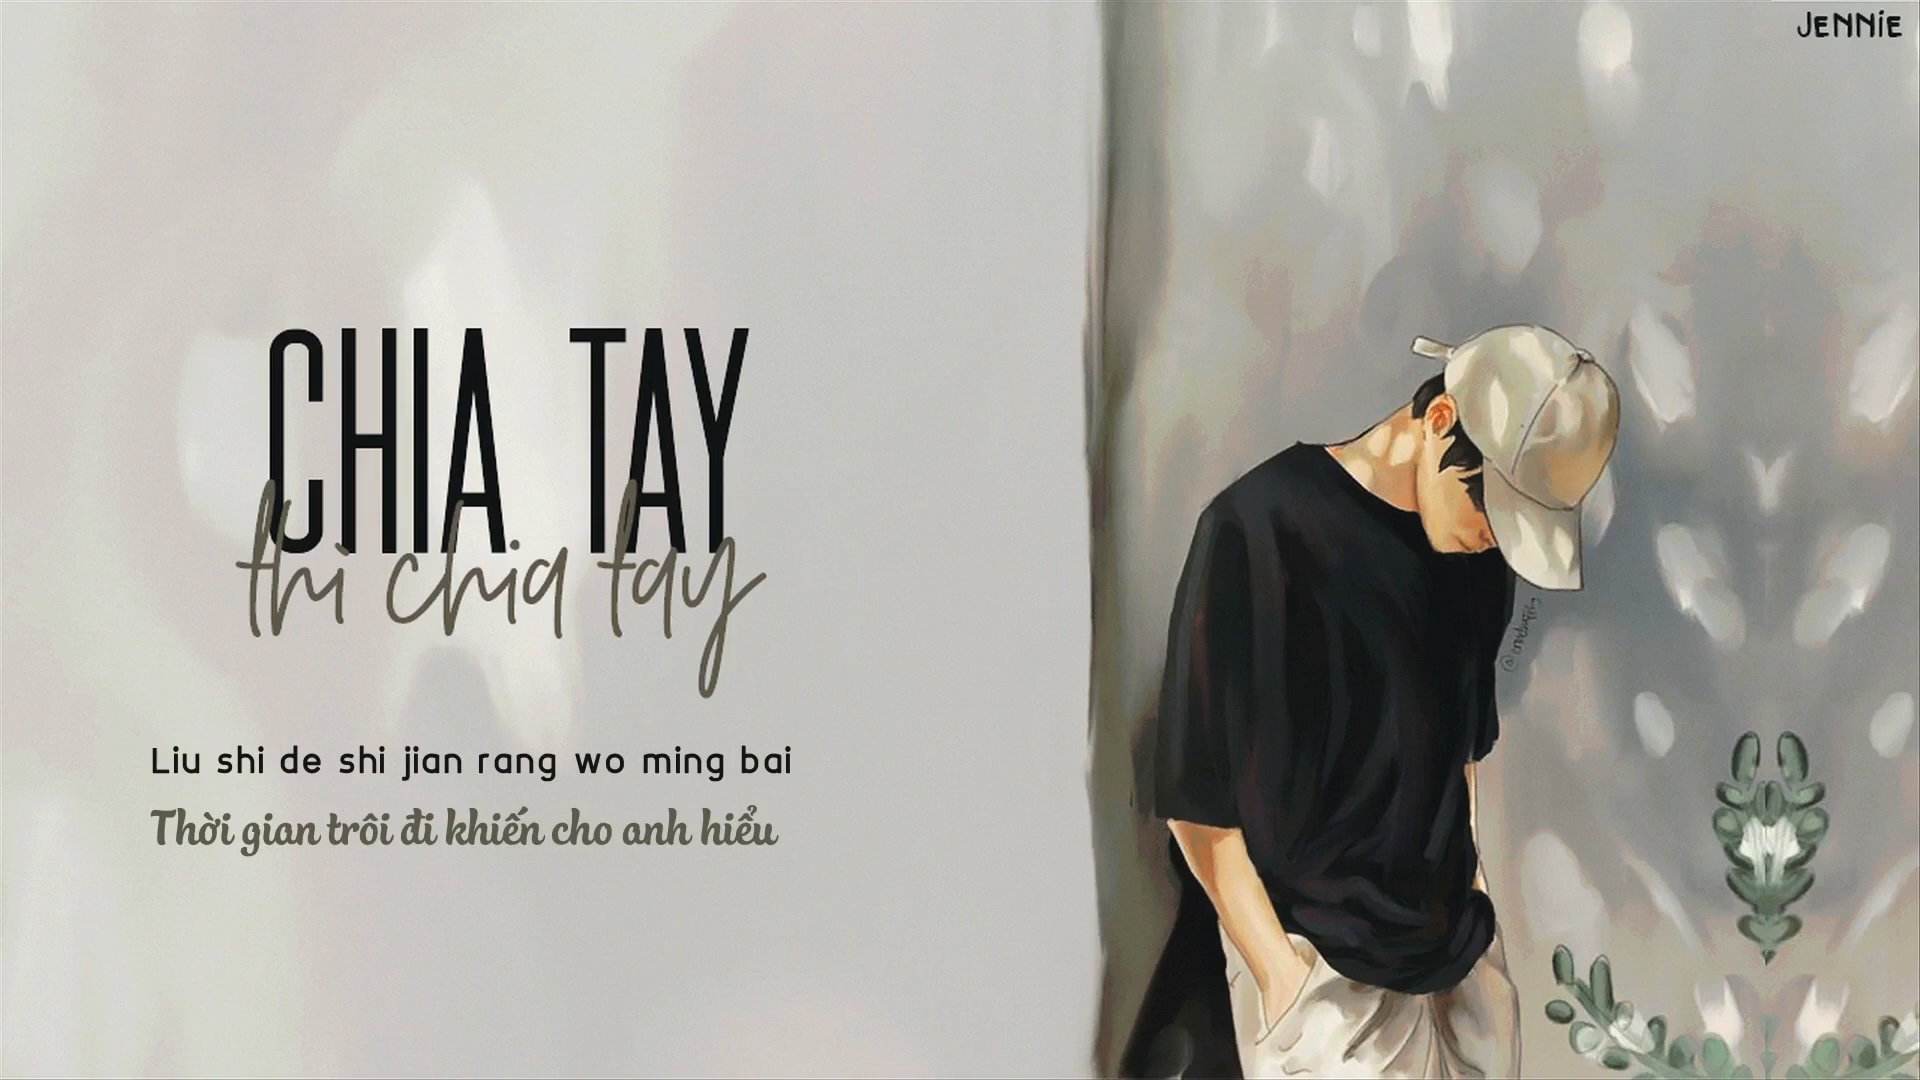 JENNiE
CHIA TAY
thì chia tay
Liu shi de shi jian rang wo ming bai
Thời gian trôi đi khiến cho anh hiểu